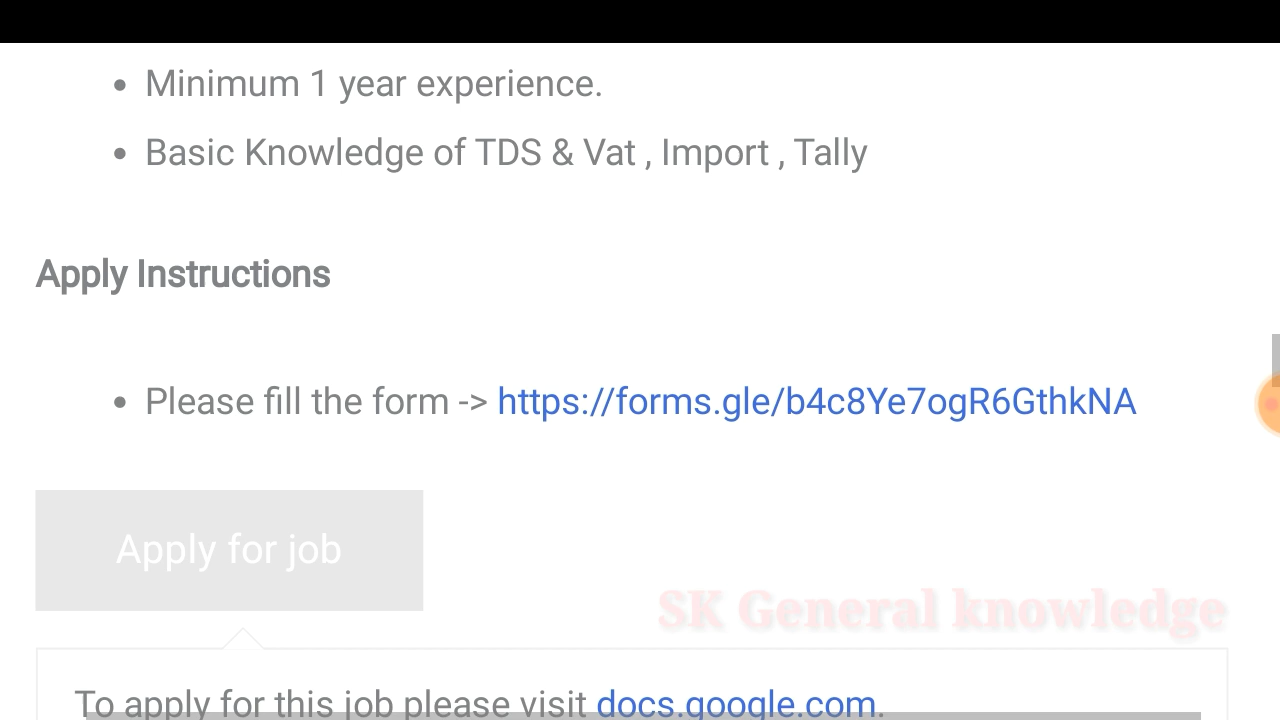 Minimum 1 year experience.
Basic Knowledge of TDS & Vat , Import , Tally
Apply Instructions
Please fill the form -> https://forms.gle/b4c8Ye7ogR6GthkNA
Apply for job
SK General knowledge
To apply for this job please visit docs.google.com.